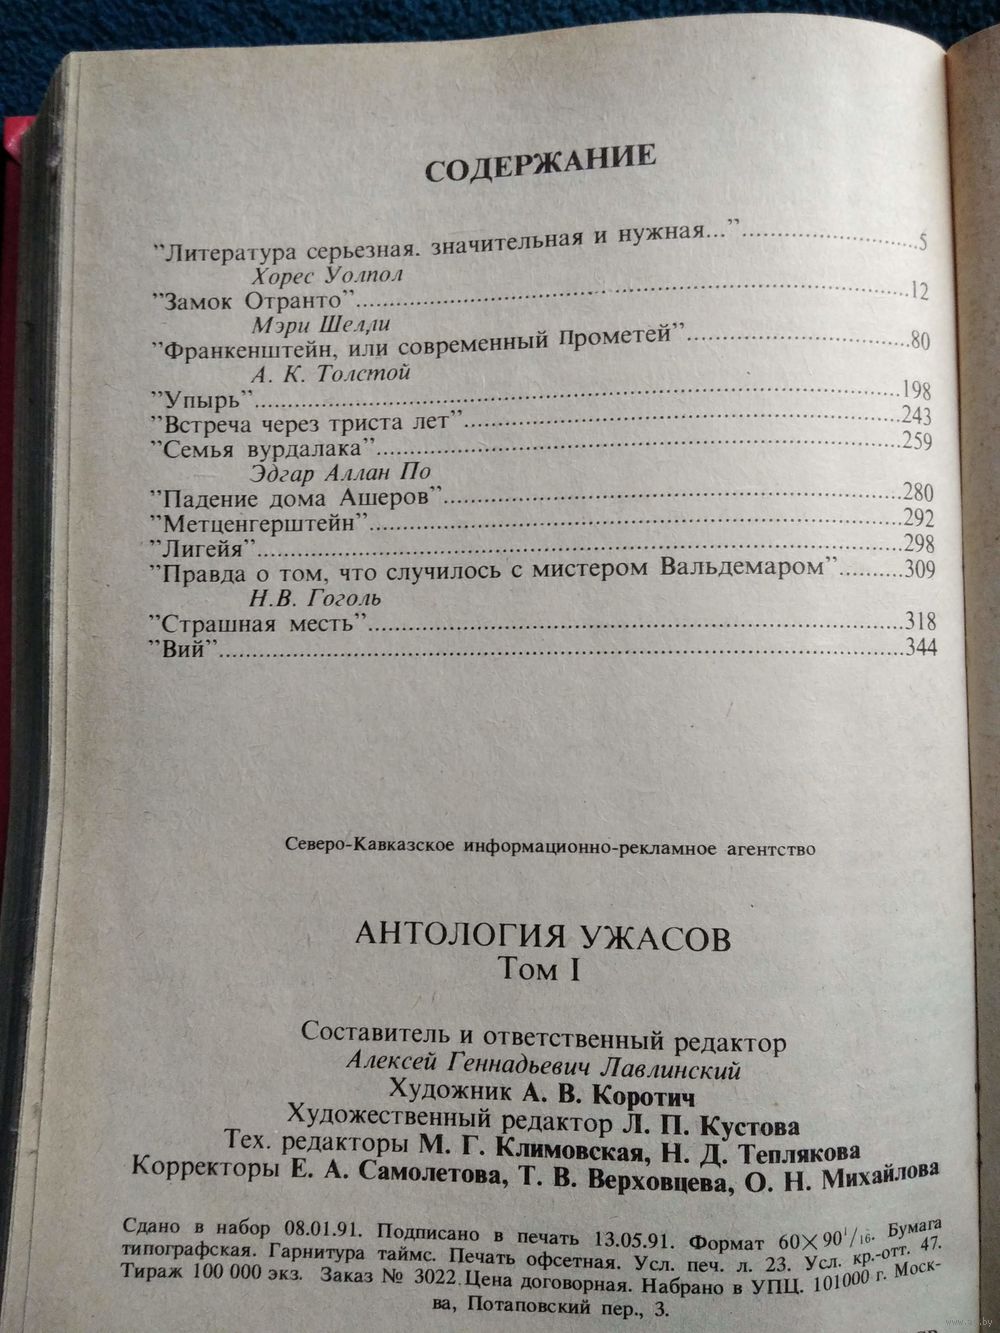 СОДЕРЖАНИЕ
"Литература серьезная. значительная и нужная..."..........5
Хорес Уолпол
"Замок Отранто"..........12
Мэри Шелли
"Франкенштейн, или современный Прометей"..........80
А. К. Толстой
"Упырь"..........198
"Встреча через триста лет"..........243
"Семья вурдалака"..........259
Эдгар Аллан По
"Падение дома Ашеров"..........280
"Метценгерштейн"..........292
"Лигейя"..........298
"Правда о том, что случилось с мистером Вальдемаром"..........309
Н.В. Гоголь
"Страшная месть"..........318
"Вий"..........344
Северо-Кавказское информационно-рекламное агентство
АНТОЛОГИЯ УЖАСОВ
Том I
Составитель и ответственный редактор
Алексей Геннадьевич Лавлинский
Художник А. В. Коротич
Художественный редактор Л. П. Кустова
Тех. редакторы М. Г. Климовская, Н. Д. Теплякова
Корректоры Е. А. Самолетова, Т. В. Верховцева, О. Н. Михайлова
Сдано в набор 08.01.91. Подписано в печать 13.05.91. Формат 60×90 1/16. Бумага
типографская. Гарнитура таймс. Печать офсетная. Усл. печ. л. 23. Усл. кр.-отт. 47.
Тираж 100 000 экз. Заказ № 3022. Цена договорная. Набрано в УПЦ. 101000 г. Моск-
ва, Потаповский пер., 3.